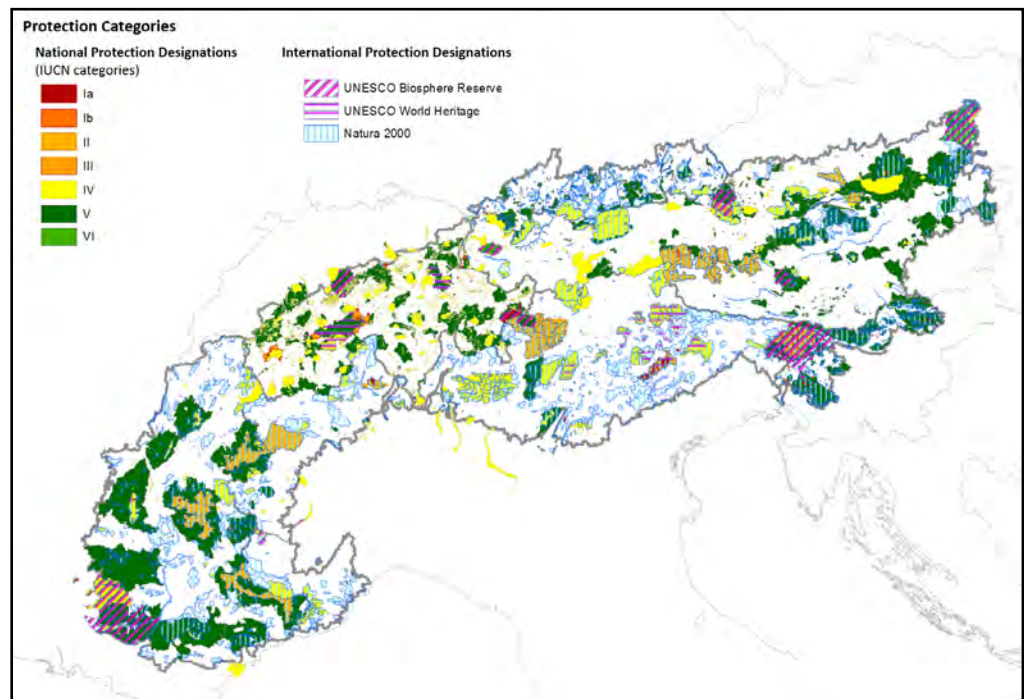 Protection Categories
National Protection Designations
(IUCN categories)
Ia
Ib
II
III
IV
V
VI
International Protection Designations
UNESCO Biosphere Reserve
UNESCO World Heritage
Natura 2000